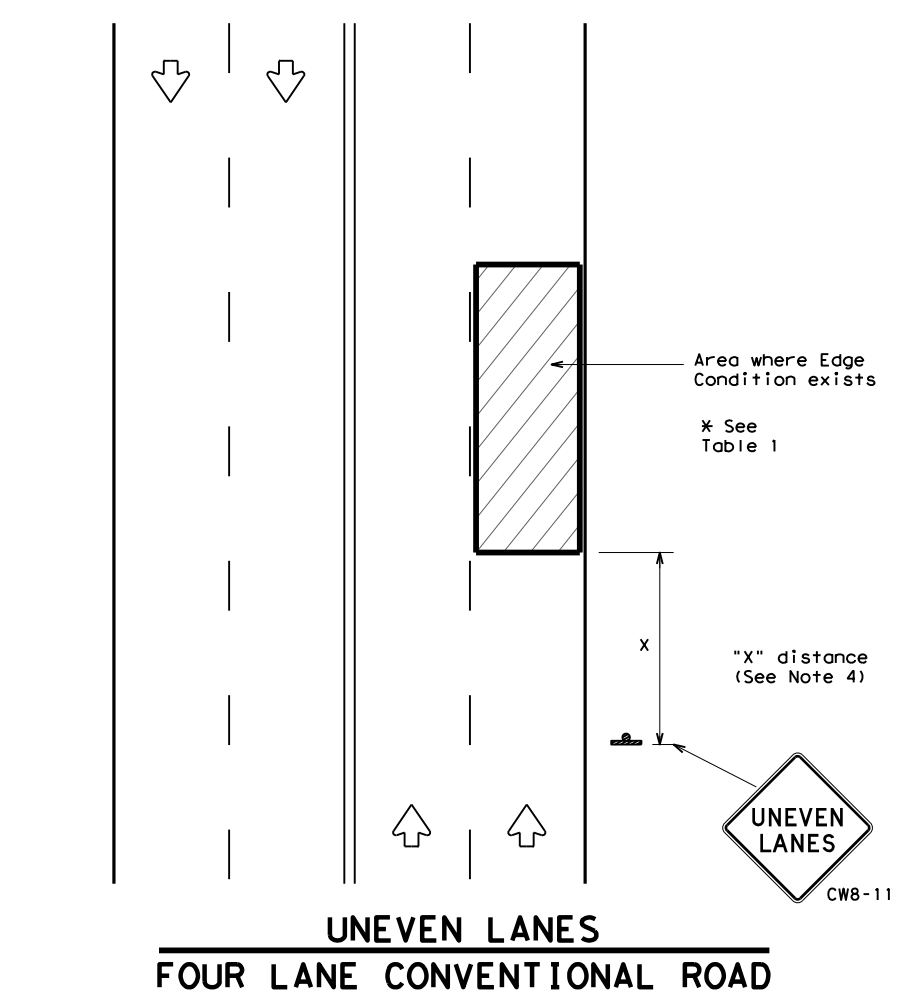 Area where Edge
Condition exists
* See
Table 1
X
"X" distance
(See Note 4)
UNEVEN
LANES
CW8-11
UNEVEN LANES
FOUR LANE CONVENTIONAL ROAD